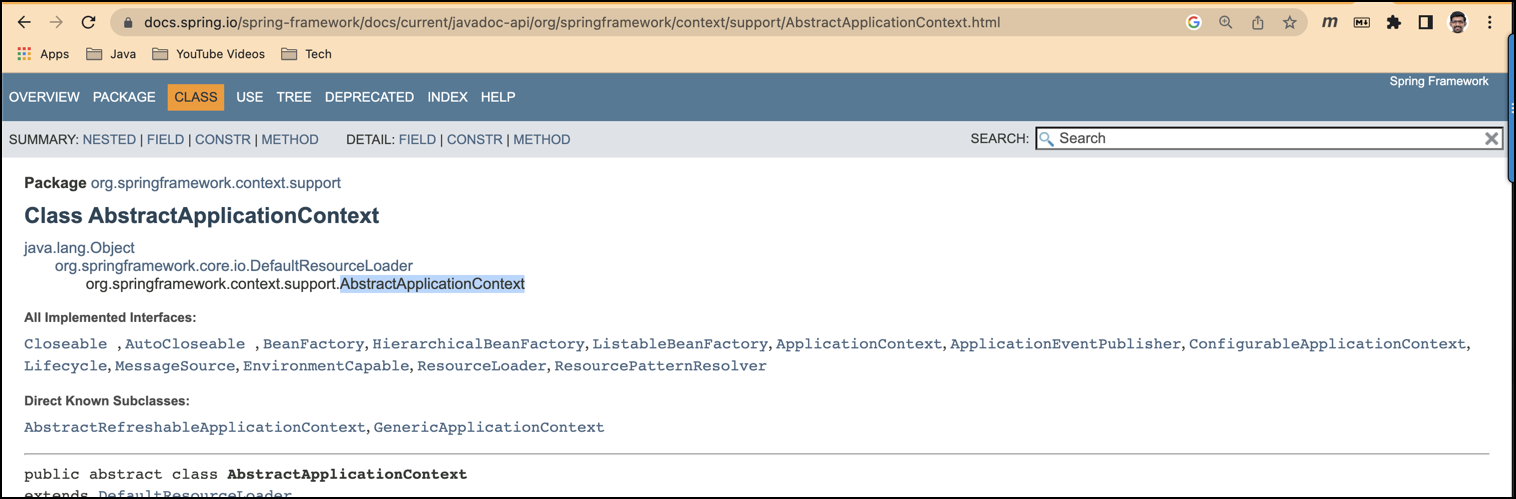 docs.spring.io/spring-framework/docs/current/javadoc-api/org/springframework/context/support/AbstractApplicationContext.html
Apps Java YouTube Videos Tech
Spring Framework
OVERVIEW PACKAGE CLASS USE TREE DEPRECATED INDEX HELP
SUMMARY: NESTED | FIELD | CONSTR | METHOD DETAIL: FIELD | CONSTR | METHOD SEARCH: Search
Package org.springframework.context.support
Class AbstractApplicationContext
java.lang.Object
org.springframework.core.io.DefaultResourceLoader
org.springframework.context.support.AbstractApplicationContext
All Implemented Interfaces:
Closeable , AutoCloseable , BeanFactory, HierarchicalBeanFactory, ListableBeanFactory, ApplicationContext, ApplicationEventPublisher, ConfigurableApplicationContext,
Lifecycle, MessageSource, EnvironmentCapable, ResourceLoader, ResourcePatternResolver
Direct Known Subclasses:
AbstractRefreshableApplicationContext, GenericApplicationContext
public abstract class AbstractApplicationContext
extends DefaultResourceLoader